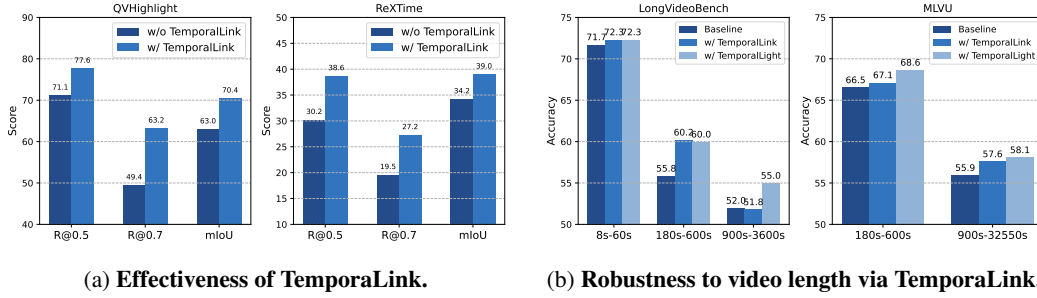 QVHighlight
w/o TemporalLink
w/ TemporalLink
Score
90
80
70
60
50
40
71.1
77.6
49.4
63.2
63.0
70.4
R@0.5
R@0.7
mIoU
ReXTime
w/o TemporalLink
w/ TemporalLink
Score
50
45
40
35
30
25
20
15
10
30.2
38.6
19.5
27.2
34.2
39.0
R@0.5
R@0.7
mIoU
(a) Effectiveness of TemporaLink.
LongVideoBench
Baseline
w/ TemporalLink
w/ TemporalLight
Accuracy
75
70
65
60
55
50
71.7
72.3
72.3
55.8
60.2
60.0
52.0
51.8
55.0
8s-60s
180s-600s
900s-3600s
MLVU
Baseline
w/ TemporalLink
w/ TemporalLight
Accuracy
75
70
65
60
55
50
66.5
67.1
68.6
55.9
57.6
58.1
180s-600s
900s-32550s
(b) Robustness to video length via TemporaLink.